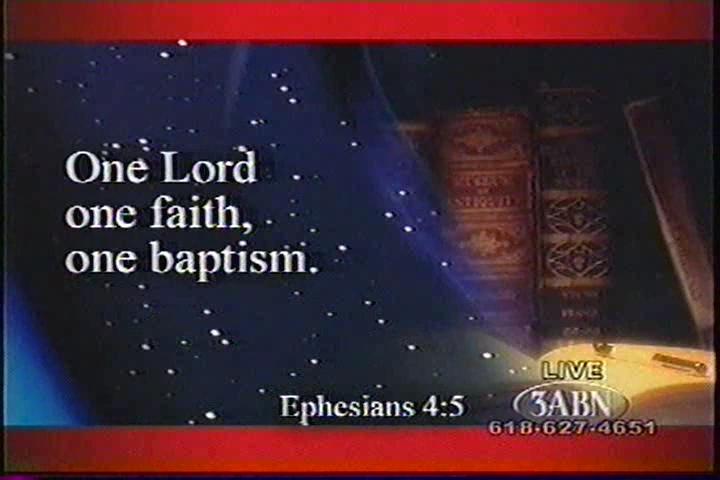 One Lord
one faith,
one baptism.
Ephesians 4:5
LIVE
3ABN
618-627-4651